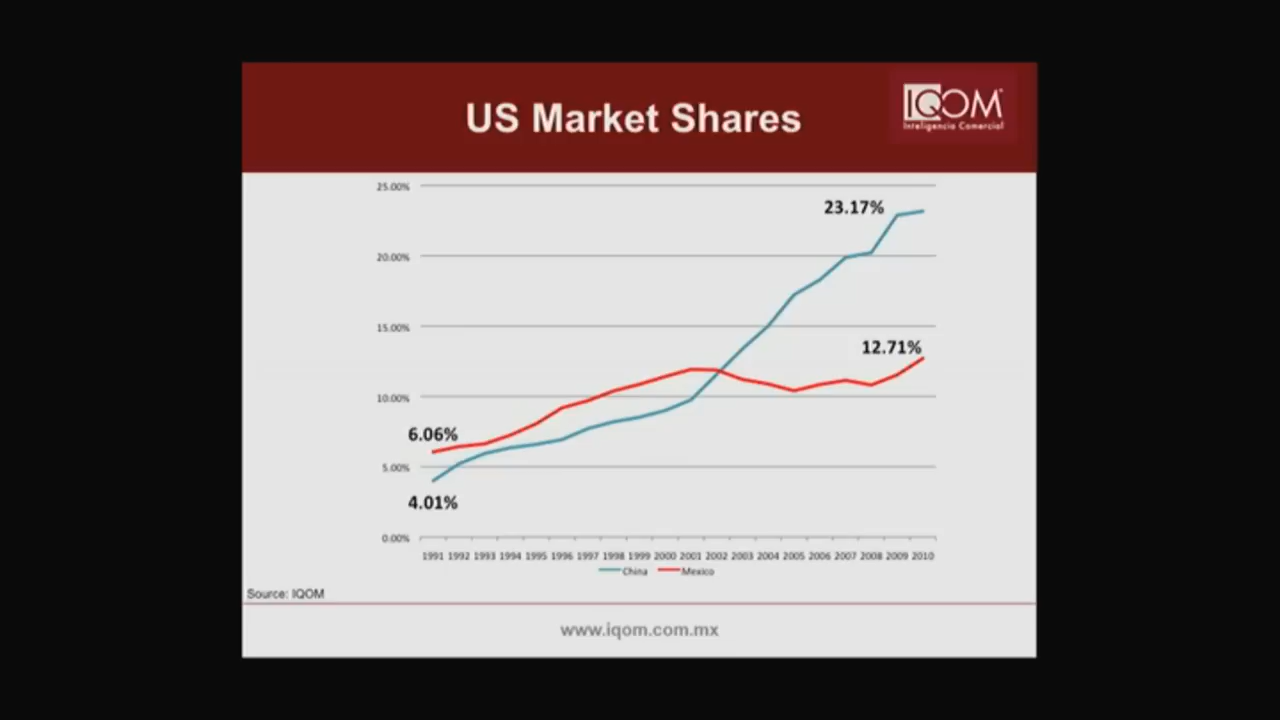 US Market Shares
IQOM
Inteligencia Comercial
25.00%
23.17%
20.00%
15.00%
12.71%
10.00%
6.06%
5.00%
4.01%
0.00%
1991 1992 1993 1994 1995 1996 1997 1998 1999 2000 2001 2002 2003 2004 2005 2006 2007 2008 2009 2010
China Mexico
Source: IQOM
www.iqom.com.mx